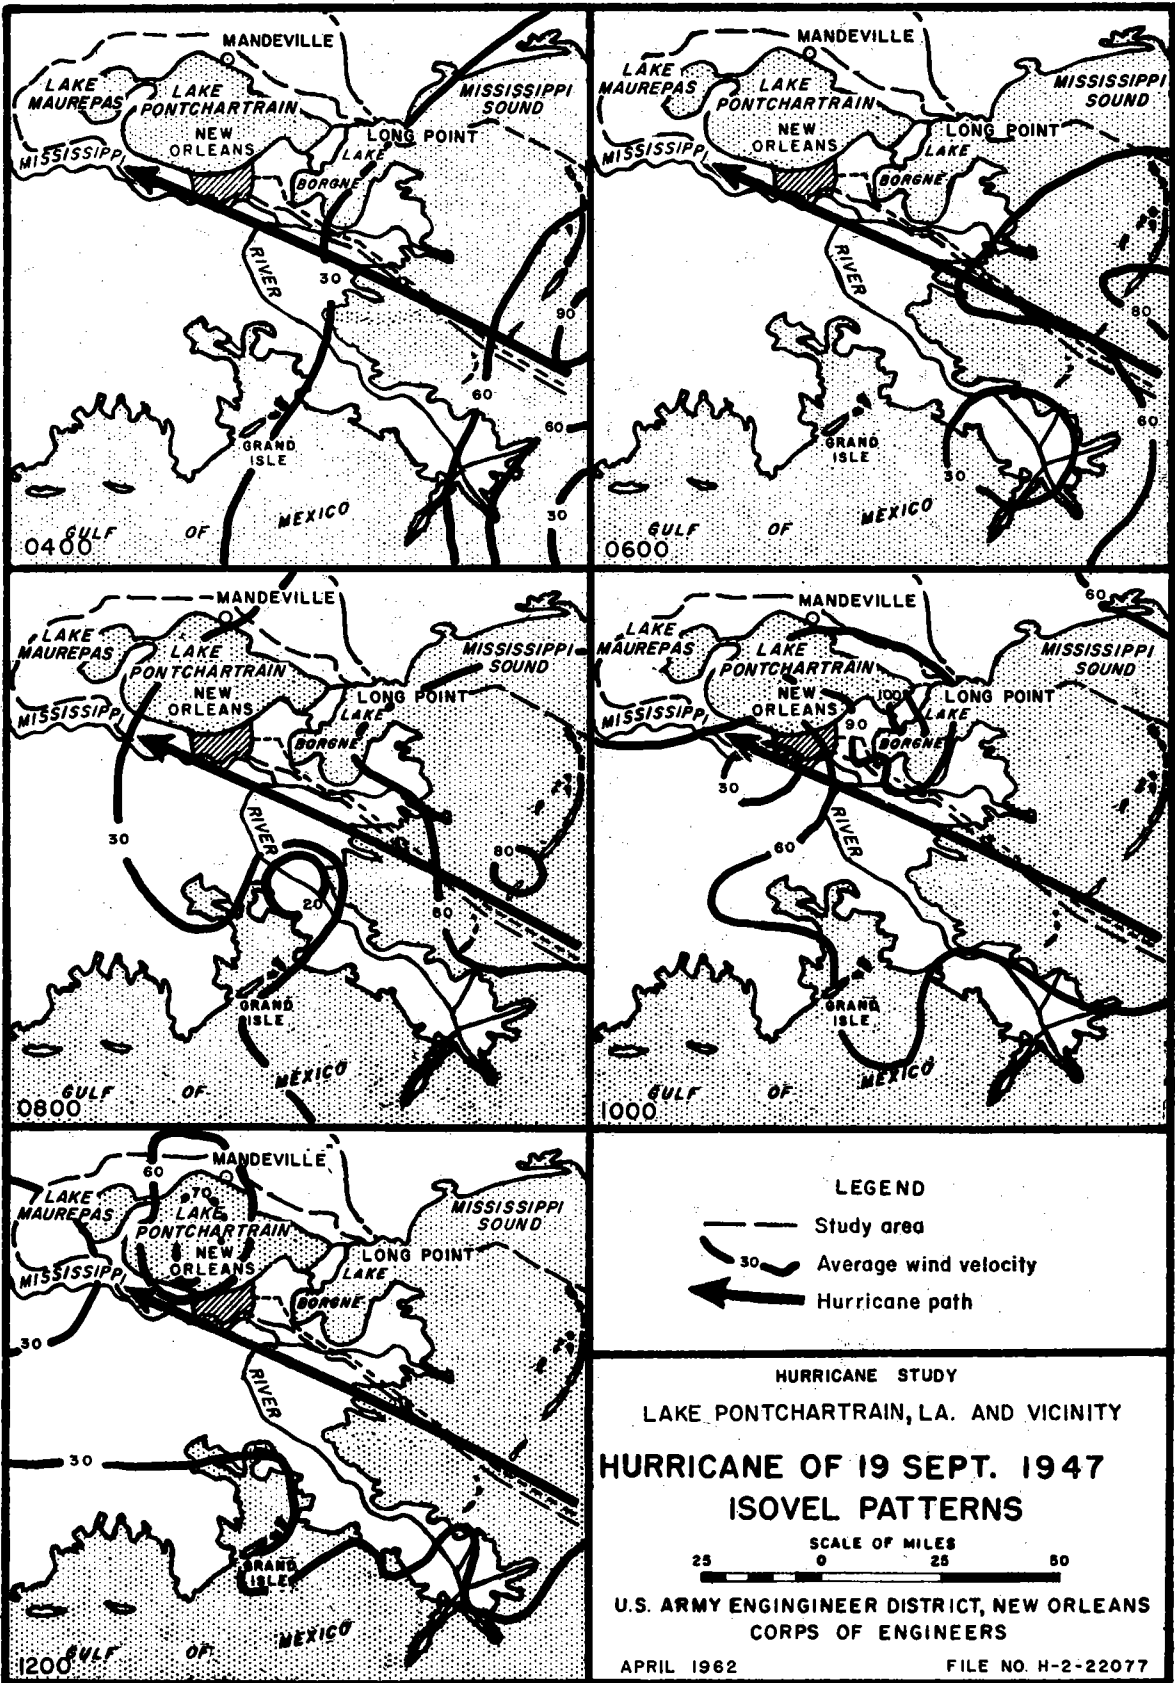 MANDEVILLE
LAKE
MAUREPAS
LAKE
PONTCHARTRAIN
MISSISSIPPI
SOUND
NEW
ORLEANS
LONG POINT
LAKE
BORGNE
MISSISSIPPI
RIVER
30
90
60
60
GRAND
ISLE
30
GULF OF MEXICO
0400
MANDEVILLE
LAKE
MAUREPAS
LAKE
PONTCHARTRAIN
MISSISSIPPI
SOUND
NEW
ORLEANS
LONG POINT
LAKE
BORGNE
MISSISSIPPI
RIVER
80
60
GRAND
ISLE
30
GULF OF MEXICO
0600
MANDEVILLE
LAKE
MAUREPAS
LAKE
PONTCHARTRAIN
MISSISSIPPI
SOUND
NEW
ORLEANS
LONG POINT
LAKE
BORGNE
MISSISSIPPI
RIVER
30
80
20
60
GRAND
ISLE
GULF OF MEXICO
0800
60
MANDEVILLE
LAKE
MAUREPAS
LAKE
PONTCHARTRAIN
MISSISSIPPI
SOUND
NEW
ORLEANS
100
LONG POINT
LAKE
90
BORGNE
MISSISSIPPI
30
RIVER
60
GRAND
ISLE
GULF OF MEXICO
1000
60
MANDEVILLE
LAKE
MAUREPAS
70
LAKE
PONTCHARTRAIN
MISSISSIPPI
SOUND
NEW
ORLEANS
LONG POINT
LAKE
BORGNE
MISSISSIPPI
30
RIVER
30
GRAND
ISLE
GULF OF MEXICO
1200
LEGEND
Study area
30 Average wind velocity
Hurricane path
HURRICANE STUDY
LAKE PONTCHARTRAIN, LA. AND VICINITY
HURRICANE OF 19 SEPT. 1947
ISOVEL PATTERNS
SCALE OF MILES
25 0 25 50
U.S. ARMY ENGINGINEER DISTRICT, NEW ORLEANS
CORPS OF ENGINEERS
APRIL 1962 FILE NO. H-2-22077